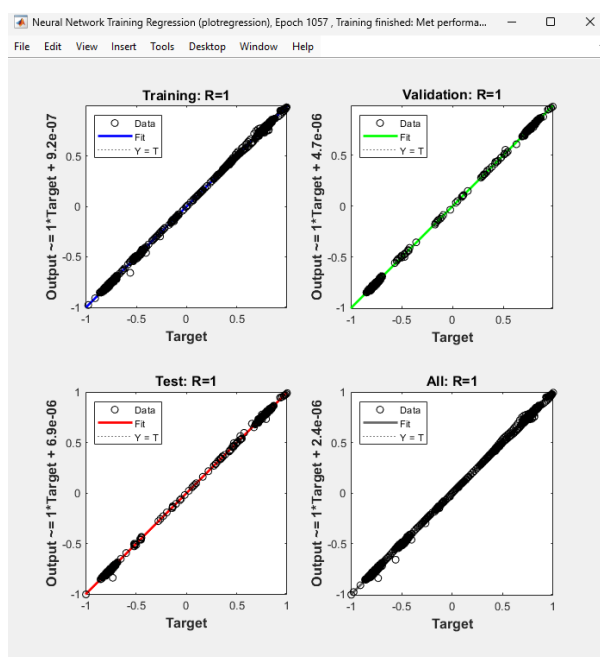 Neural Network Training Regression (plotregression), Epoch 1057 , Training finished: Met performa...
File Edit View Insert Tools Desktop Window Help
Training: R=1
Output ~= 1*Target + 9.2e-07
Data
Fit
Y = T
0.5
0
-0.5
-1
-1 -0.5 0 0.5
Target
Validation: R=1
Output ~= 1*Target + 4.7e-06
Data
Fit
Y = T
0.5
0
-0.5
-1
-1 -0.5 0 0.5
Target
Test: R=1
Output ~= 1*Target + 6.9e-06
Data
Fit
Y = T
1
0.5
0
-0.5
-1
-1 -0.5 0 0.5 1
Target
All: R=1
Output ~= 1*Target + 2.4e-06
Data
Fit
Y = T
1
0.5
0
-0.5
-1
-1 -0.5 0 0.5 1
Target